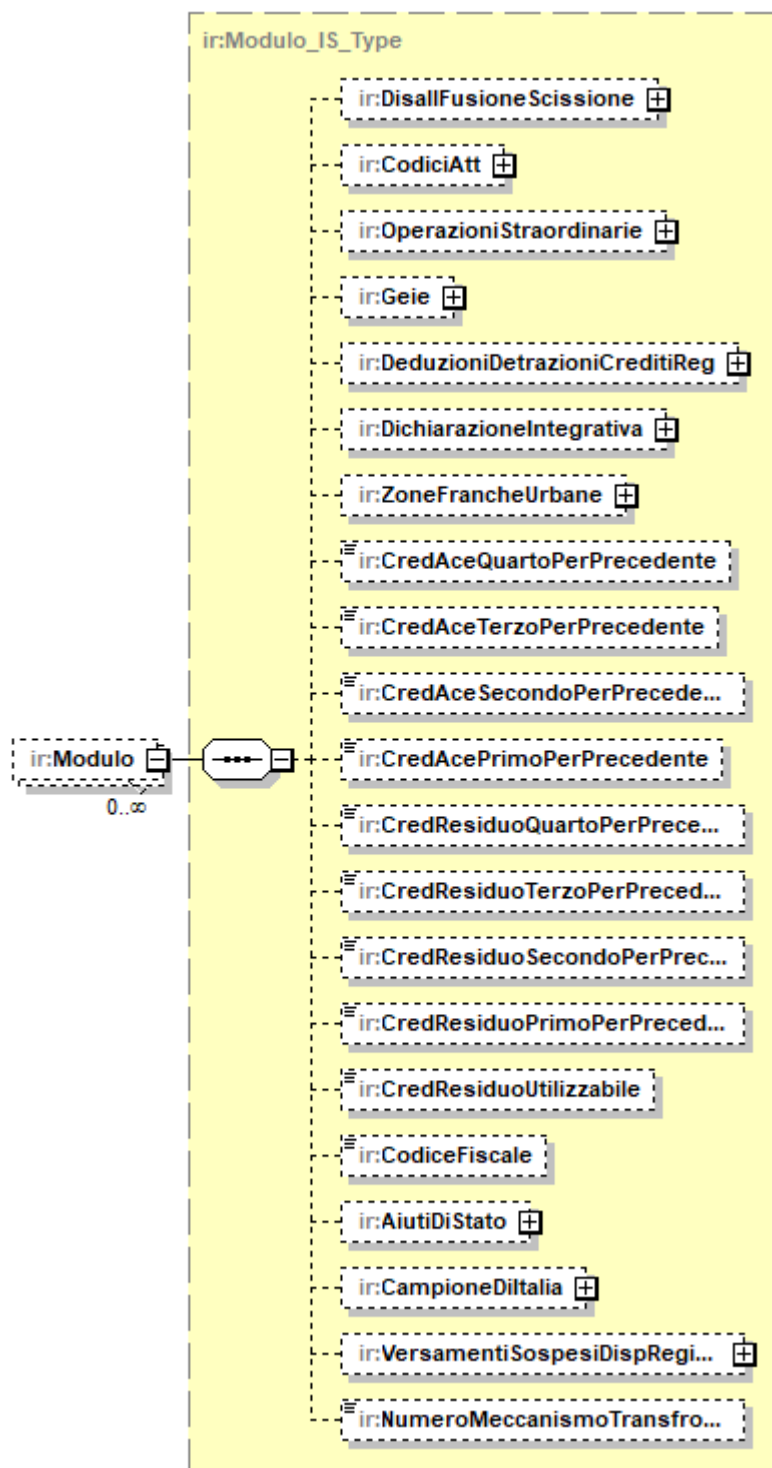 ir:Modulo_IS_Type
ir:DisallFusioneScissione
ir:CodiciAtt
ir:OperazioniStraordinarie
ir:Geie
ir:DeduzioniDetrazioniCreditiReg
ir:DichiarazioneIntegrativa
ir:ZoneFrancheUrbane
ir:CredAceQuartoPerPrecedente
ir:CredAceTerzoPerPrecedente
ir:CredAceSecondoPerPrecede...
ir:Modulo
0..∞
ir:CredAcePrimoPerPrecedente
ir:CredResiduoQuartoPerPrece...
ir:CredResiduoTerzoPerPreced...
ir:CredResiduoSecondoPerPrec...
ir:CredResiduoPrimoPerPreced...
ir:CredResiduoUtilizzabile
ir:CodiceFiscale
ir:AiutiDiStato
ir:CampioneDiItalia
ir:VersamentiSospesiDispRegi...
ir:NumeroMeccanismoTransfro...